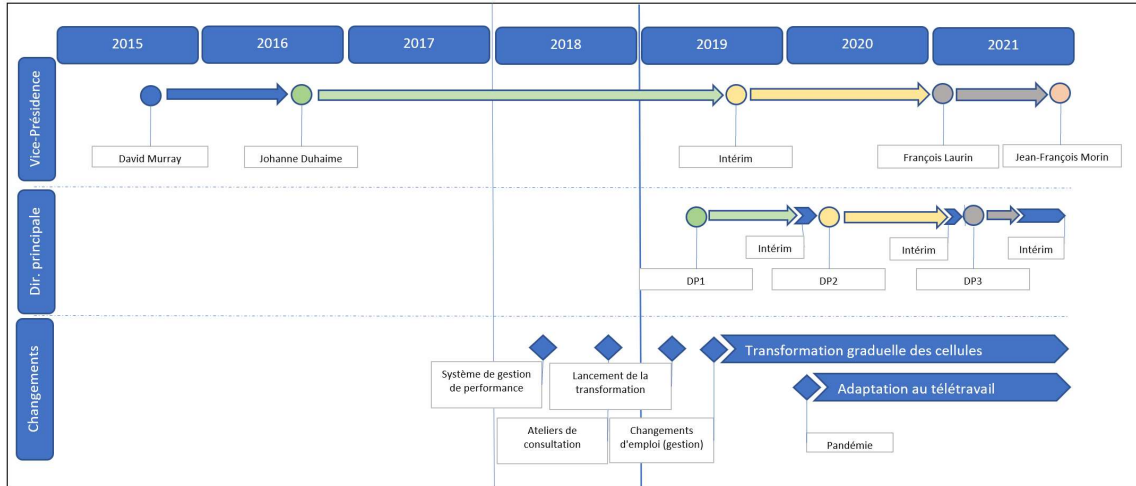 2015
2016
2017
2018
2019
2020
2021
Vice-Présidence
David Murray
Johanne Duhaime
Intérim
François Laurin
Jean-François Morin
Dir. principale
Intérim
Intérim
Intérim
DP1
DP2
DP3
Changements
Transformation graduelle des cellules
Système de gestion
de performance
Lancement de la
transformation
Adaptation au télétravail
Ateliers de
consultation
Changements
d'emploi (gestion)
Pandémie